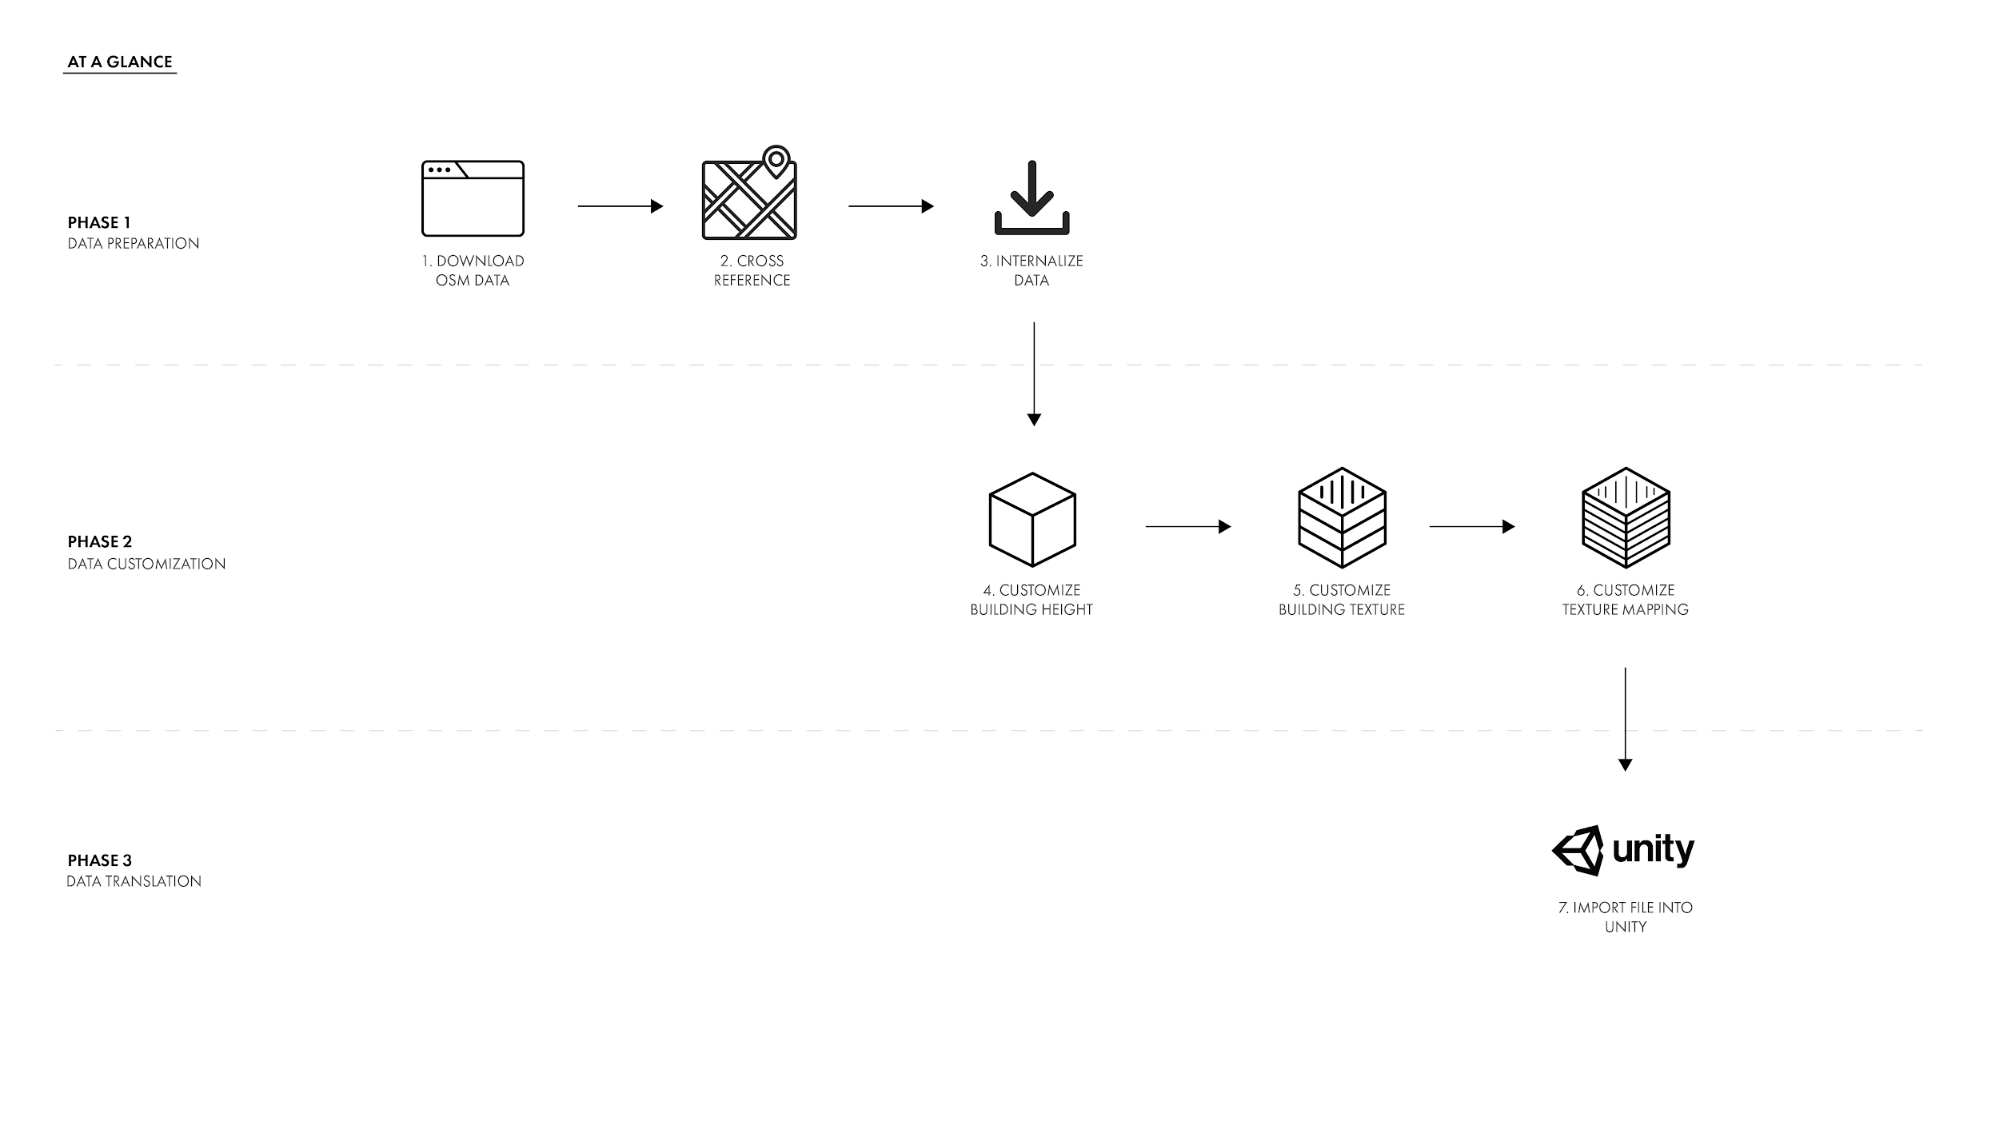 AT A GLANCE
PHASE 1
DATA PREPARATION
1. DOWNLOAD
OSM DATA
2. CROSS
REFERENCE
3. INTERNALIZE
DATA
PHASE 2
DATA CUSTOMIZATION
4. CUSTOMIZE
BUILDING HEIGHT
5. CUSTOMIZE
BUILDING TEXTURE
6. CUSTOMIZE
TEXTURE MAPPING
PHASE 3
DATA TRANSLATION
unity
7. IMPORT FILE INTO
UNITY